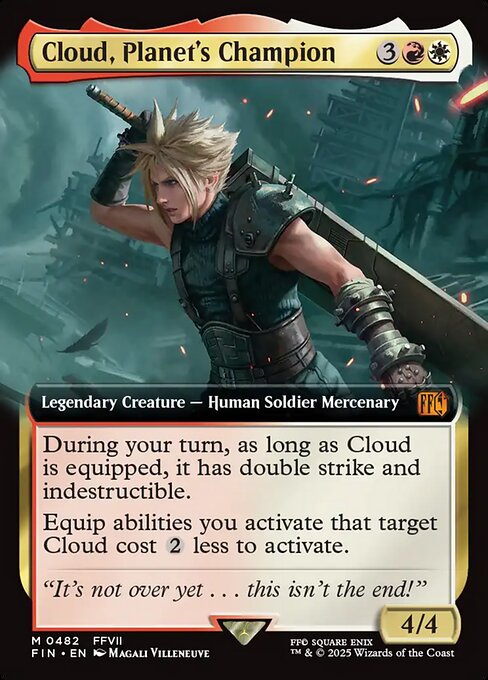 Cloud, Planet's Champion 3
Legendary Creature — Human Soldier Mercenary
During your turn, as long as Cloud
is equipped, it has double strike and
indestructible.
Equip abilities you activate that target
Cloud cost 2 less to activate.
“It's not over yet . . . this isn't the end!”
4/4
M 0482 FFVII
FIN • EN Magali Villeneuve
FF© SQUARE ENIX
™ & © 2025 Wizards of the Coast